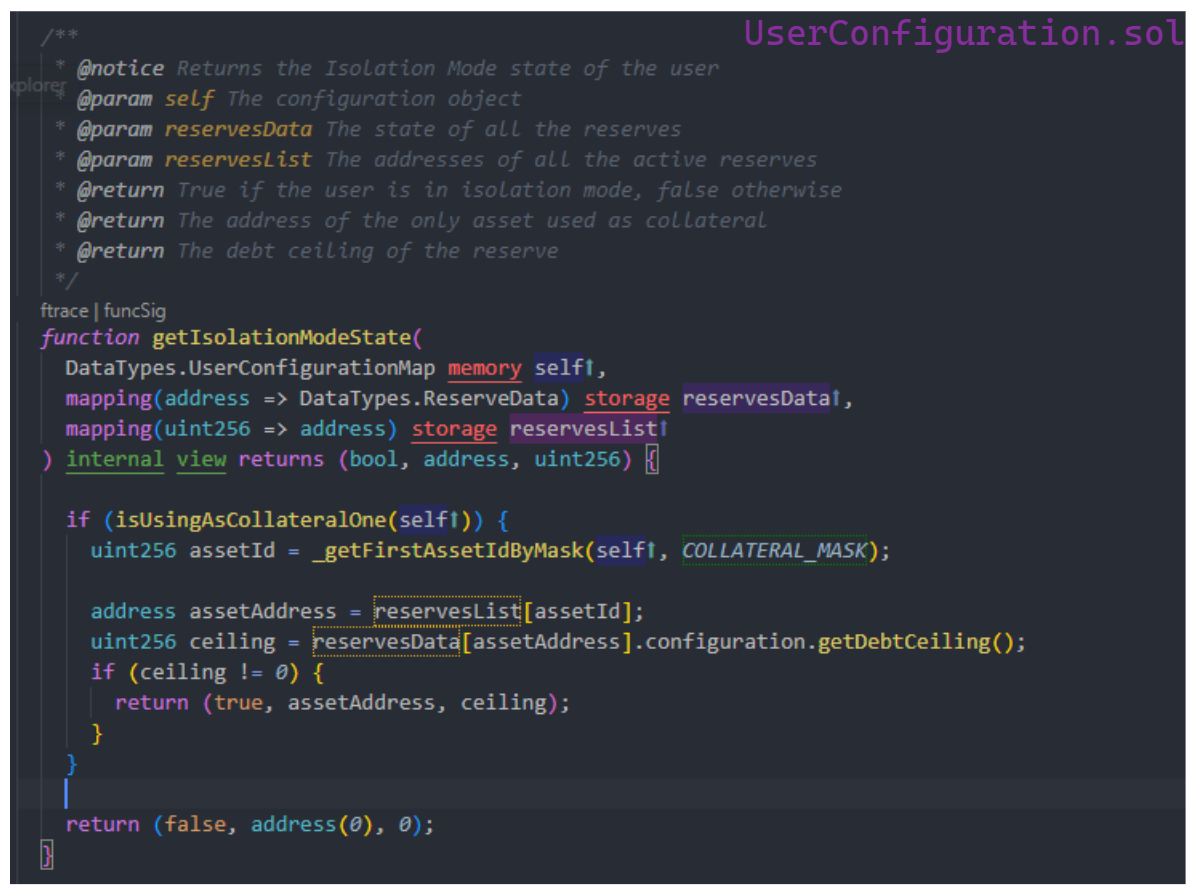 UserConfiguration.sol
/**
* @notice Returns the Isolation Mode state of the user
xplorer
* @param self The configuration object
* @param reservesData The state of all the reserves
* @param reservesList The addresses of all the active reserves
* @return True if the user is in isolation mode, false otherwise
* @return The address of the only asset used as collateral
* @return The debt ceiling of the reserve
*/
ftrace | funcSig
function getIsolationModeState(
DataTypes.UserConfigurationMap memory self⬆,
mapping(address => DataTypes.ReserveData) storage reservesData⬆,
mapping(uint256 => address) storage reservesList⬆
) internal view returns (bool, address, uint256) {
if (isUsingAsCollateralOne(self⬆)) {
uint256 assetId = _getFirstAssetIdByMask(self⬆, COLLATERAL_MASK);
address assetAddress = reservesList[assetId];
uint256 ceiling = reservesData[assetAddress].configuration.getDebtCeiling();
if (ceiling != 0) {
return (true, assetAddress, ceiling);
}
}
return (false, address(0), 0);
}